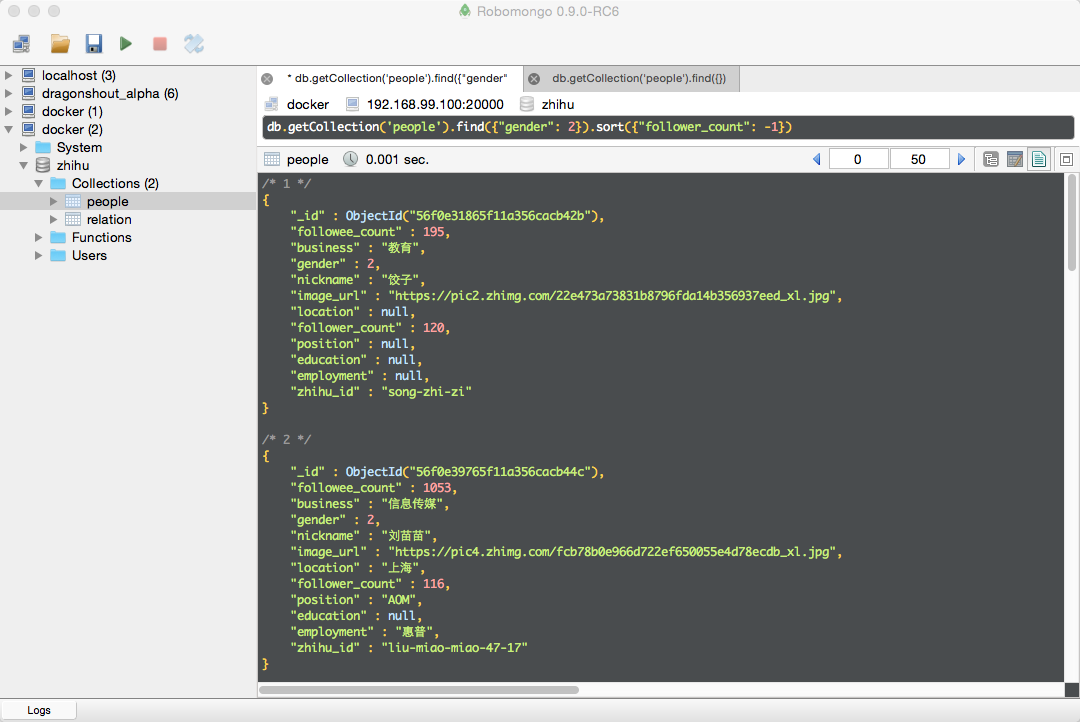 Robomongo 0.9.0-RC6
localhost (3)
dragonshout_alpha (6)
docker (1)
docker (2)
System
zhihu
Collections (2)
people
relation
Functions
Users
* db.getCollection('people').find({"gender"
db.getCollection('people').find({})
docker 192.168.99.100:20000 zhihu
db.getCollection('people').find({"gender": 2}).sort({"follower_count": -1})
people 0.001 sec. 0 50
/* 1 */
{
"_id" : ObjectId("56f0e31865f11a356cacb42b"),
"followee_count" : 195,
"business" : "教育",
"gender" : 2,
"nickname" : "饺子",
"image_url" : "https://pic2.zhimg.com/22e473a73831b8796fda14b356937eed_xl.jpg",
"location" : null,
"follower_count" : 120,
"position" : null,
"education" : null,
"employment" : null,
"zhihu_id" : "song-zhi-zi"
}
/* 2 */
{
"_id" : ObjectId("56f0e39765f11a356cacb44c"),
"followee_count" : 1053,
"business" : "信息传媒",
"gender" : 2,
"nickname" : "刘苗苗",
"image_url" : "https://pic4.zhimg.com/fcb78b0e966d722ef650055e4d78ecdb_xl.jpg",
"location" : "上海",
"follower_count" : 116,
"position" : "AOM",
"education" : null,
"employment" : "惠普",
"zhihu_id" : "liu-miao-miao-47-17"
}
Logs